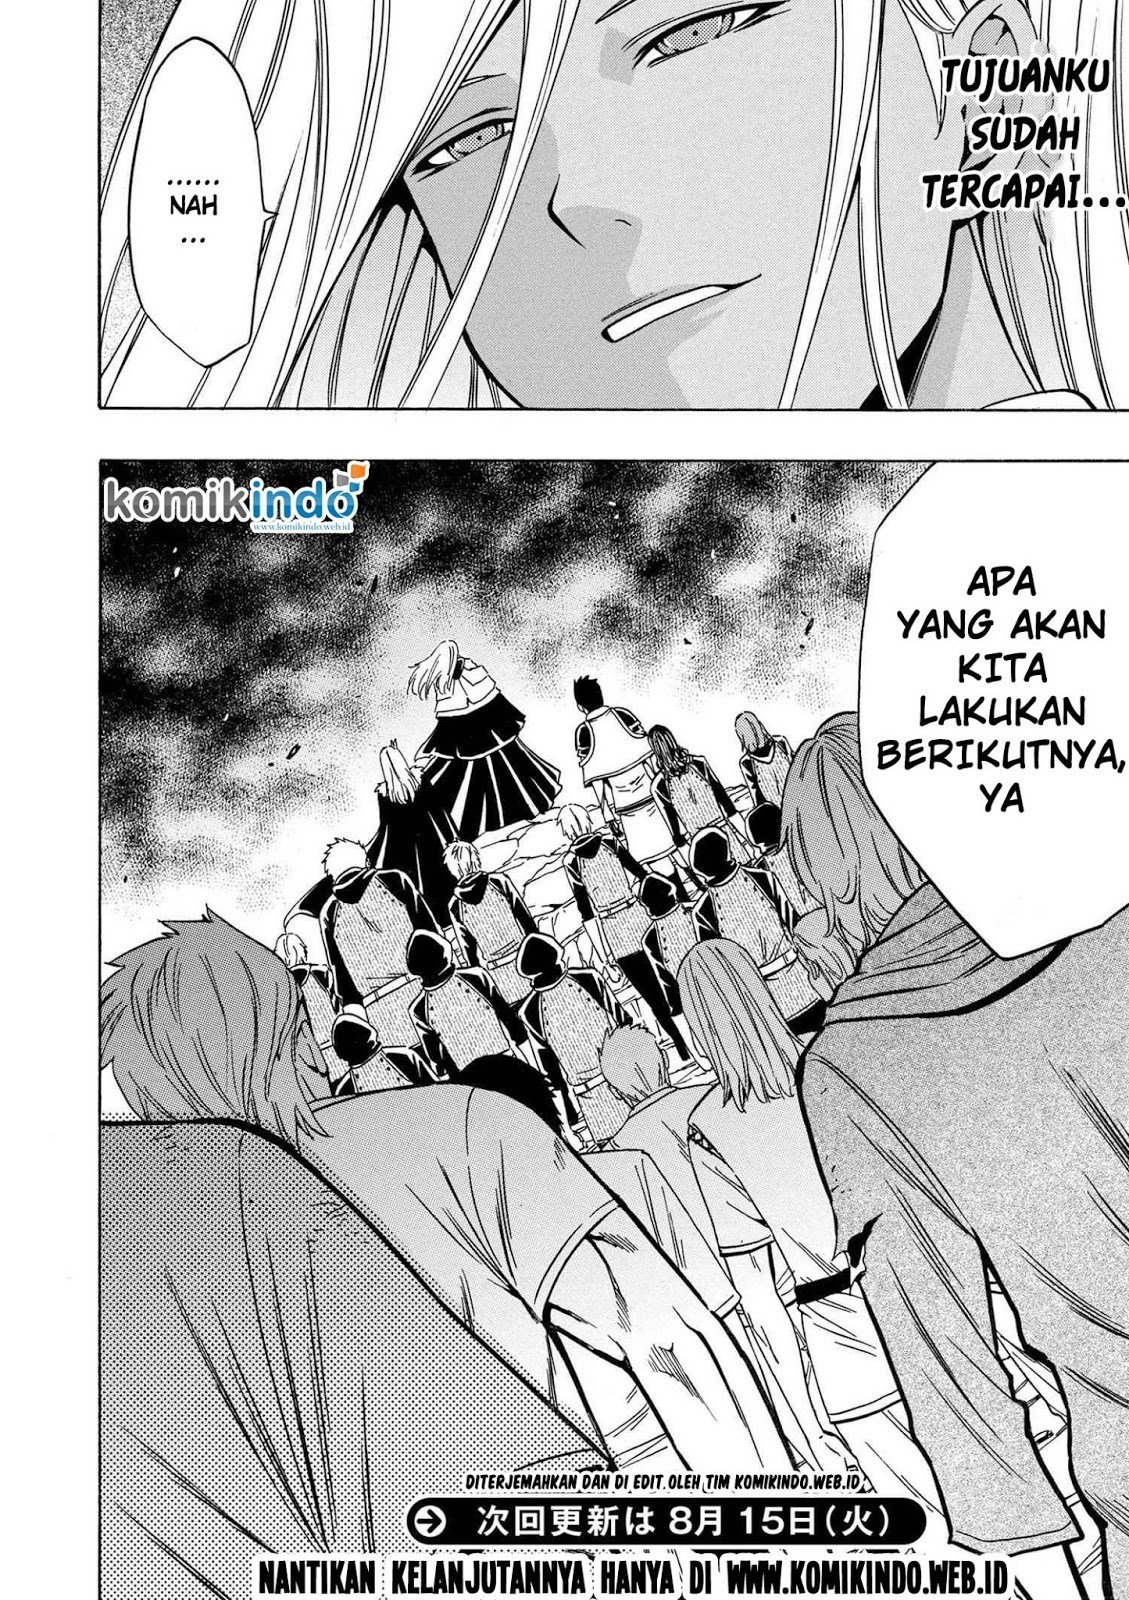 TUJUANKU
SUDAH
TERCAPAI...
......
NAH
...
komikindo
www.komikindo.web.id
APA
YANG AKAN
KITA
LAKUKAN
BERIKUTNYA,
YA
DITERJEMAHKAN DAN DI EDIT OLEH TIM KOMIKINDO.WEB.ID
次回更新は 8月 15日(火)
NANTIKAN KELANJUTANNYA HANYA DI WWW.KOMIKINDO.WEB.ID